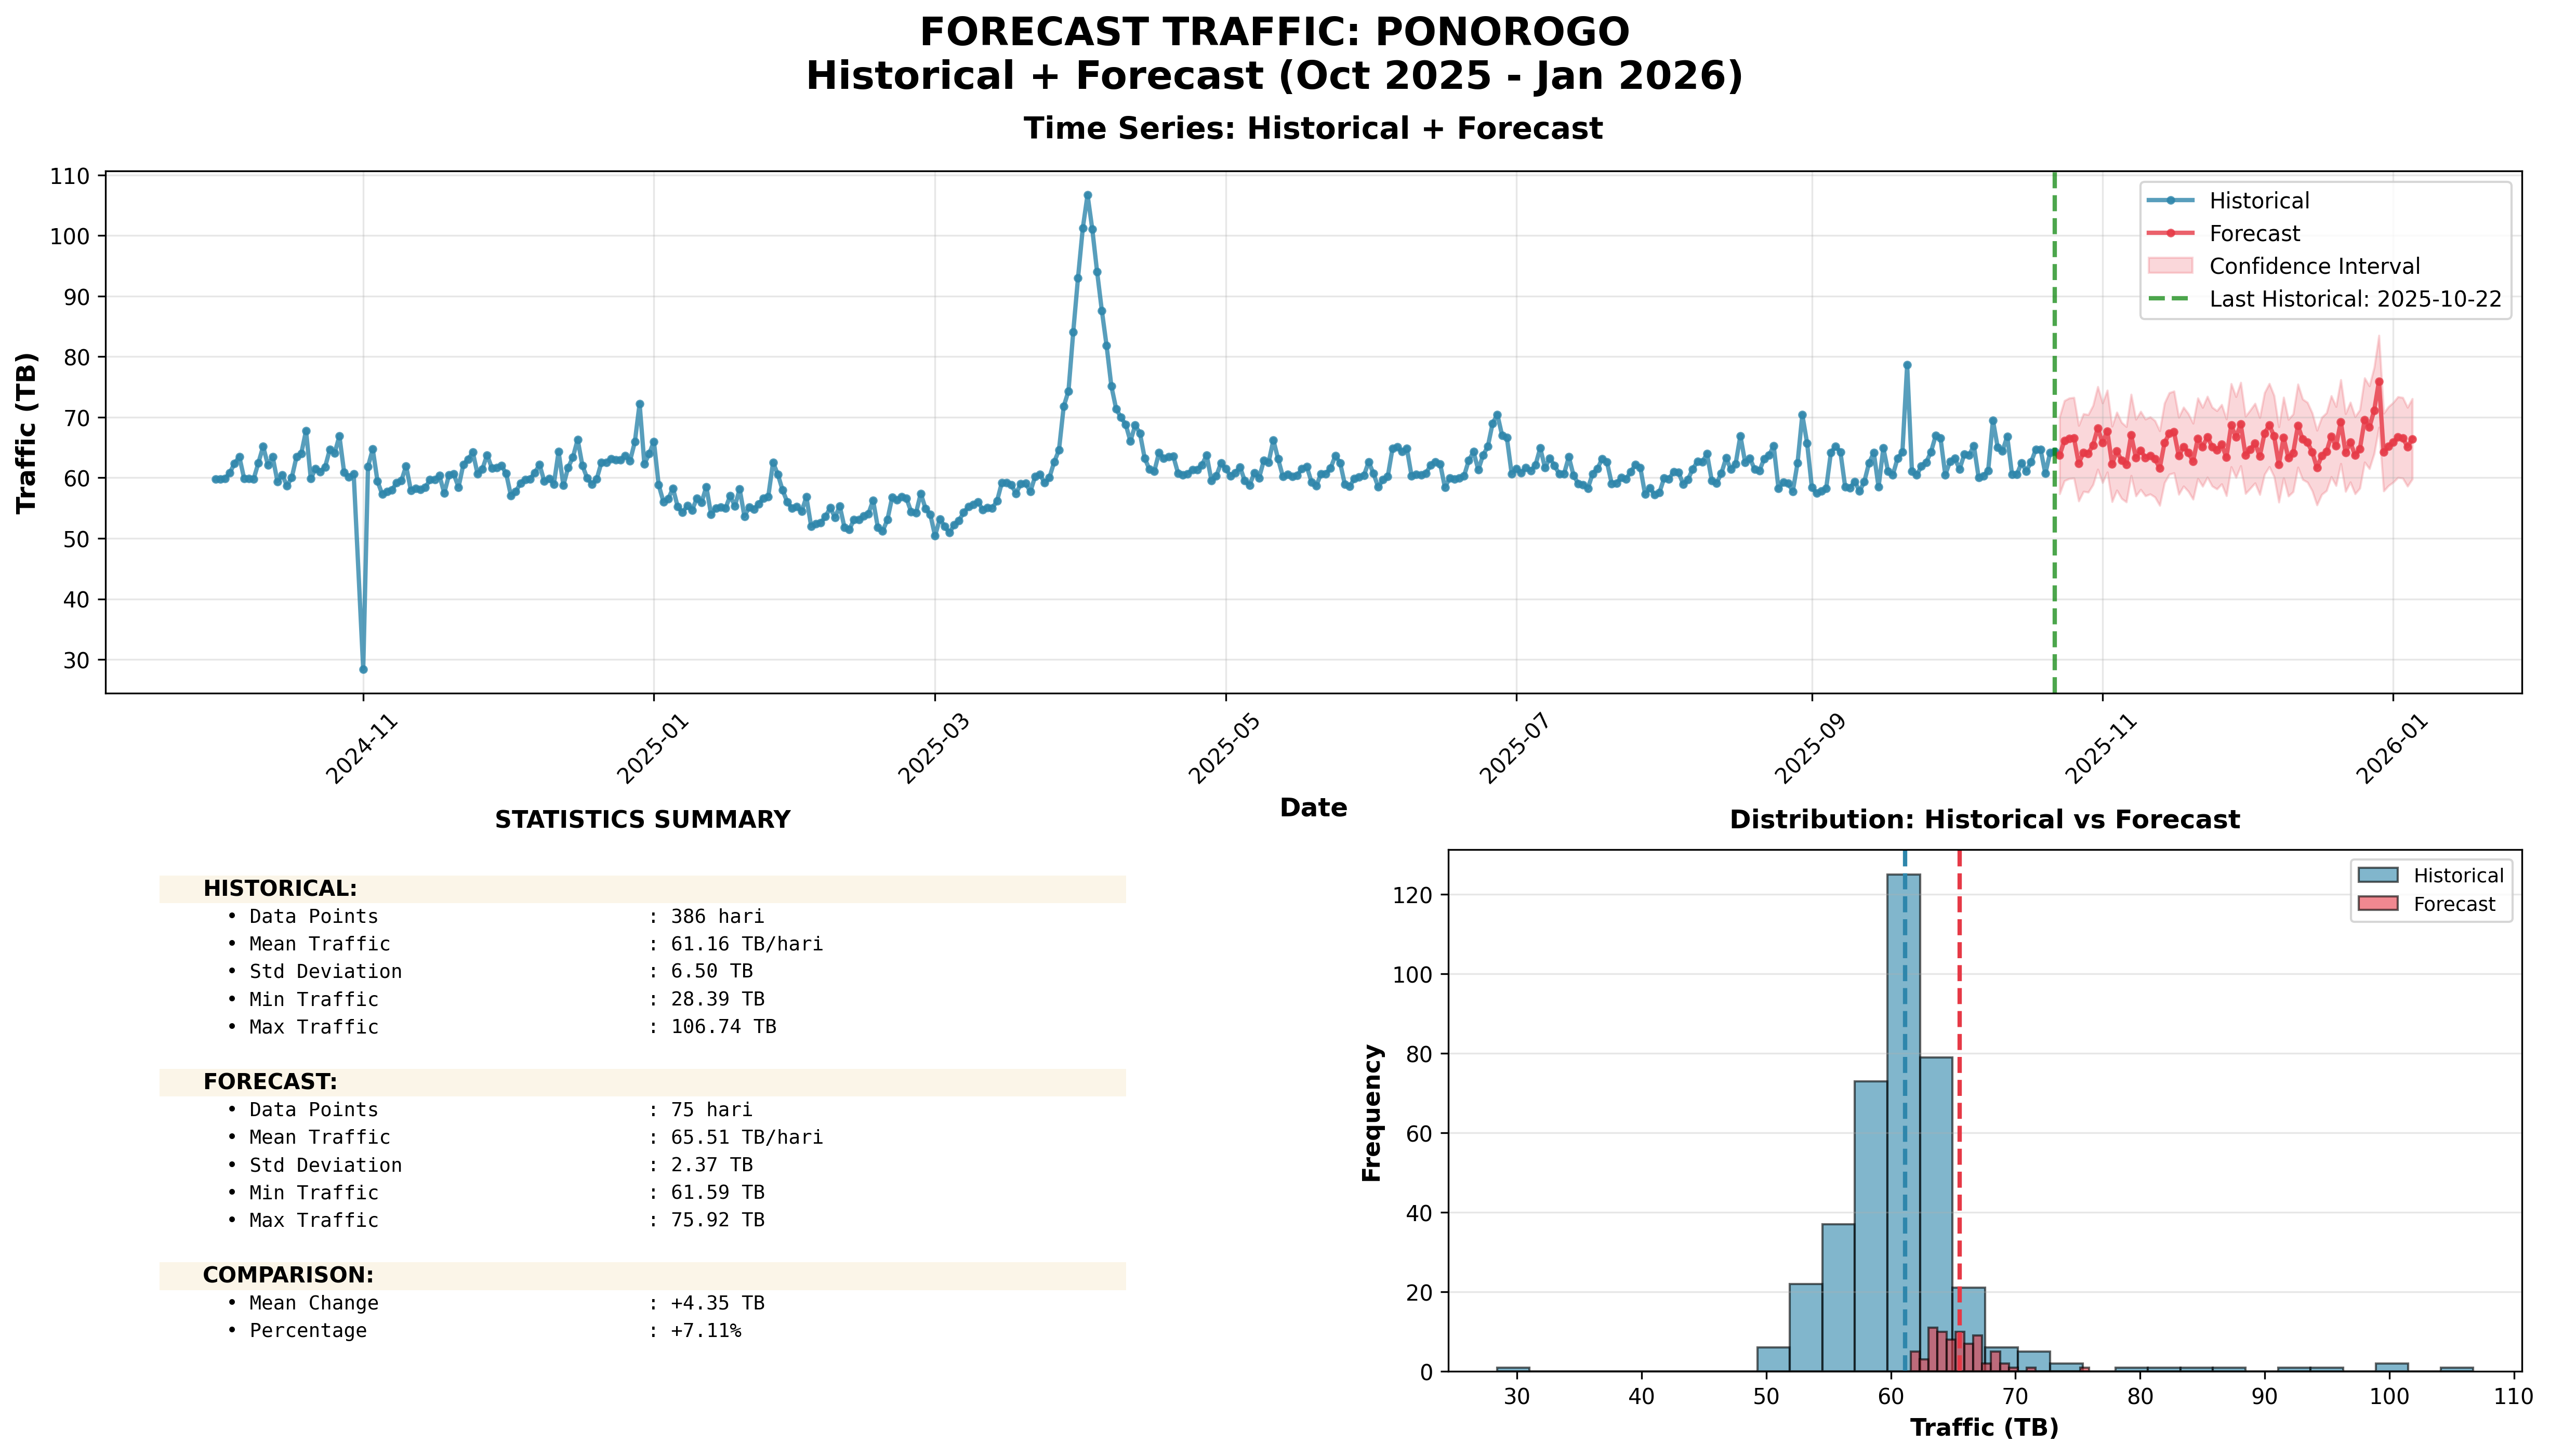 FORECAST TRAFFIC: PONOROGO
Historical + Forecast (Oct 2025 - Jan 2026)
Time Series: Historical + Forecast
Traffic (TB)
110
100
90
80
70
60
50
40
30
Historical
Forecast
Confidence Interval
Last Historical: 2025-10-22
2024-11
2025-01
2025-03
2025-05
2025-07
2025-09
2025-11
2026-01
Date
STATISTICS SUMMARY
HISTORICAL:
• Data Points : 386 hari
• Mean Traffic : 61.16 TB/hari
• Std Deviation : 6.50 TB
• Min Traffic : 28.39 TB
• Max Traffic : 106.74 TB
FORECAST:
• Data Points : 75 hari
• Mean Traffic : 65.51 TB/hari
• Std Deviation : 2.37 TB
• Min Traffic : 61.59 TB
• Max Traffic : 75.92 TB
COMPARISON:
• Mean Change : +4.35 TB
• Percentage : +7.11%
Distribution: Historical vs Forecast
Frequency
120
100
80
60
40
20
0
Historical
Forecast
30
40
50
60
70
80
90
100
110
Traffic (TB)